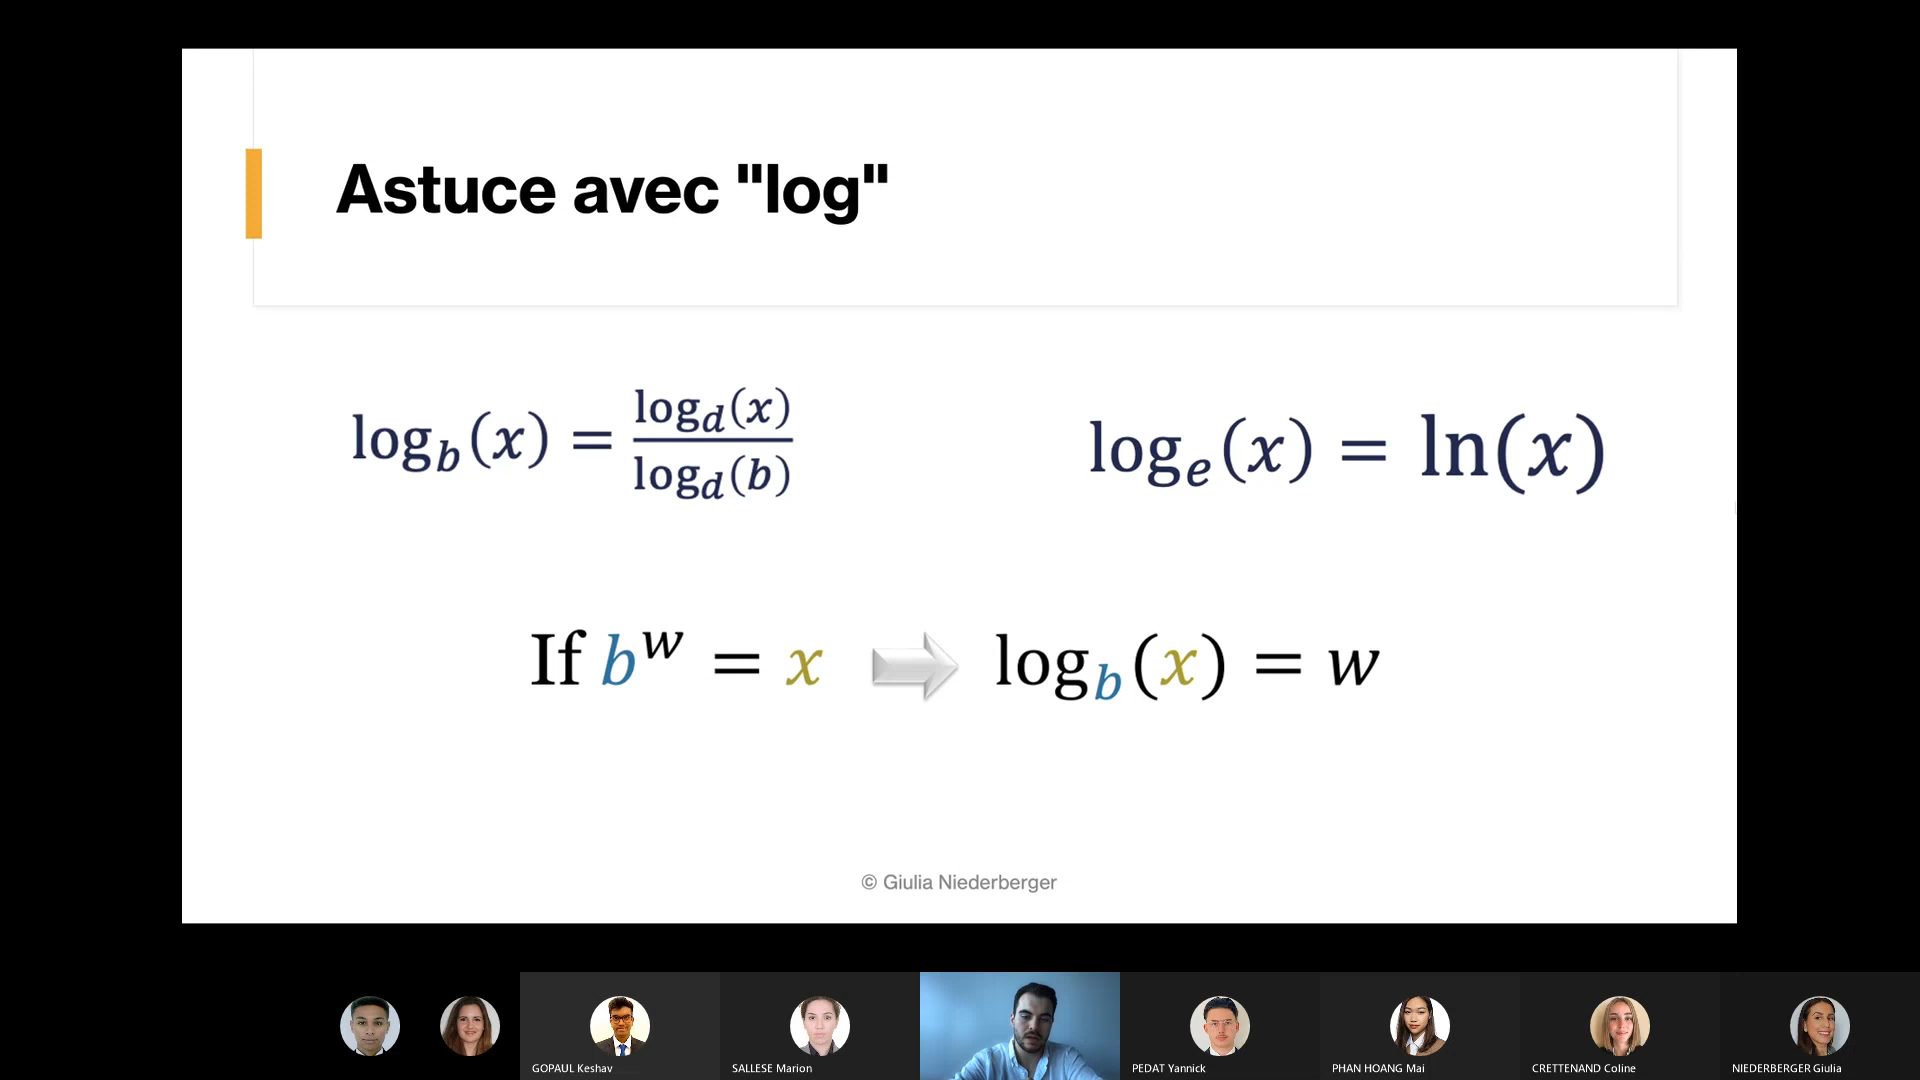 Astuce avec "log"
log_b(x) = log_d(x) / log_d(b)
log_e(x) = ln(x)
If b^w = x ➡ log_b(x) = w
© Giulia Niederberger
GOPAUL Keshav
SALLESE Marion
PEDAT Yannick
PHAN HOANG Mai
CRETTENAND Coline
NIEDERBERGER Giulia